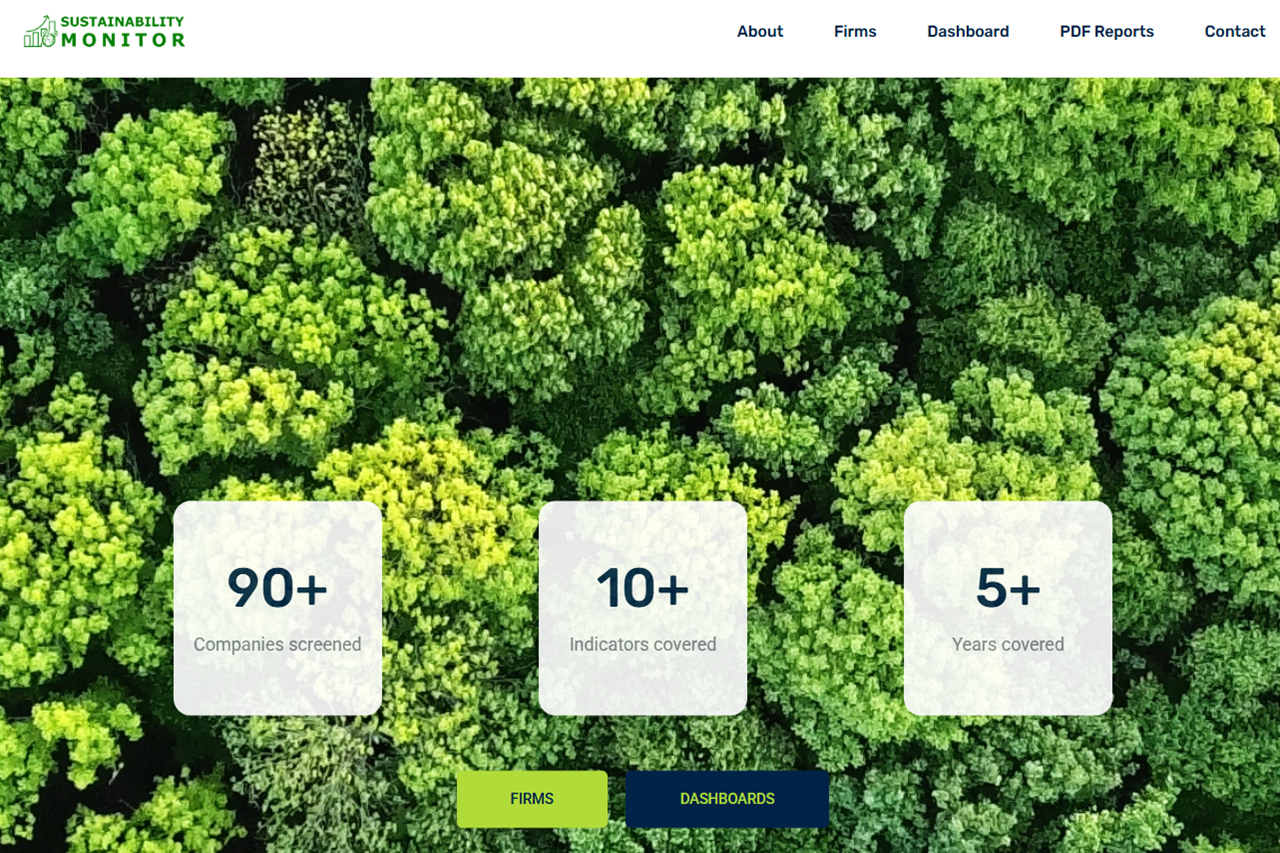 SUSTAINABILITY
MONITOR
About
Firms
Dashboard
PDF Reports
Contact
90+
Companies screened
10+
Indicators covered
5+
Years covered
FIRMS
DASHBOARDS